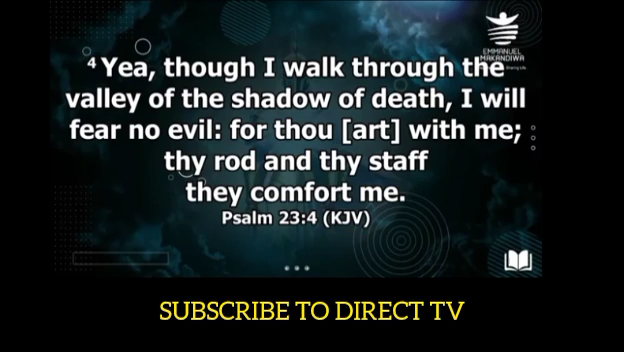 4 Yea, though I walk through the
valley of the shadow of death, I will
fear no evil: for thou [art] with me;
thy rod and thy staff
they comfort me.
Psalm 23:4 (KJV)
EMMANUEL
MAKANDIWA
SUBSCRIBE TO DIRECT TV